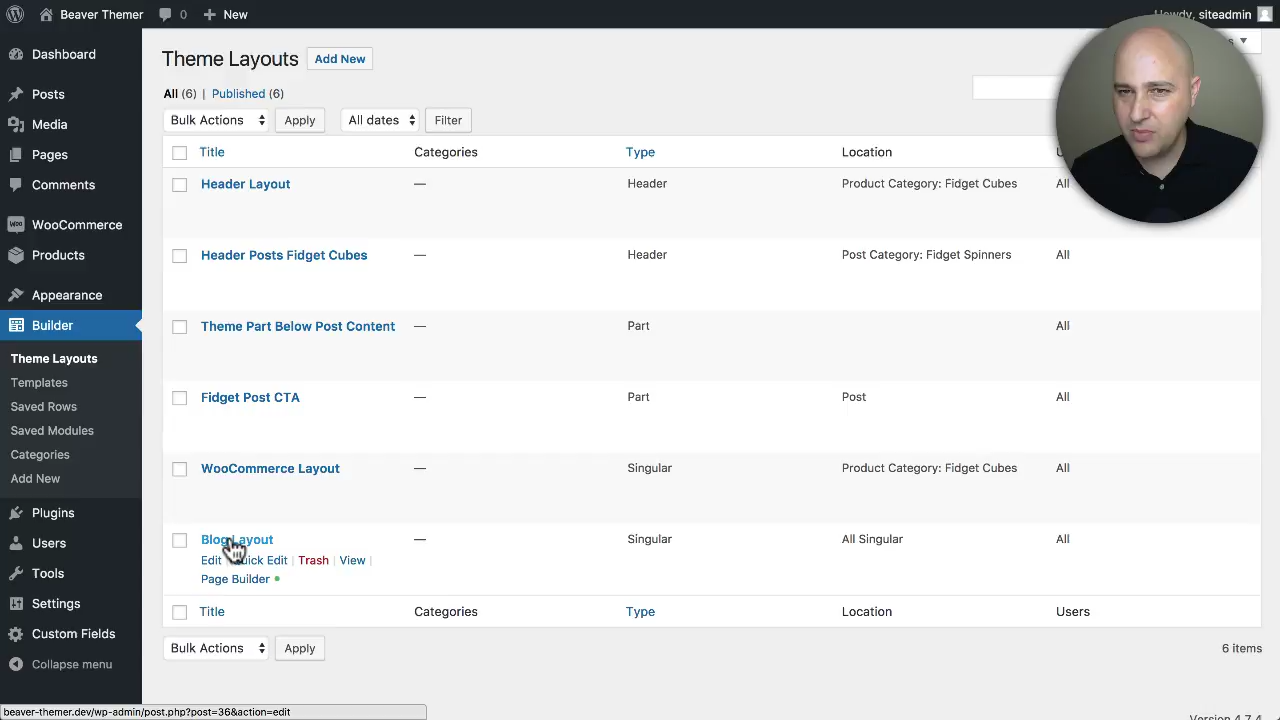 Beaver Themer 0 New Howdy, siteadmin
Dashboard
Posts
Media
Pages
Comments
WooCommerce
Products
Appearance
Builder
Theme Layouts
Templates
Saved Rows
Saved Modules
Categories
Add New
Plugins
Users
Tools
Settings
Custom Fields
Collapse menu
Theme Layouts Add New
All (6) | Published (6)
Bulk Actions Apply All dates Filter
Title Categories Type Location
Header Layout — Header Product Category: Fidget Cubes All
Header Posts Fidget Cubes — Header Post Category: Fidget Spinners All
Theme Part Below Post Content — Part All
Fidget Post CTA — Part Post All
WooCommerce Layout — Singular Product Category: Fidget Cubes All
Blog Layout — Singular All Singular All
Edit | Quick Edit | Trash | View |
Page Builder
Title Categories Type Location Users
Bulk Actions Apply 6 items
beaver-themer.dev/wp-admin/post.php?post=36&action=edit
Version 4.7.4